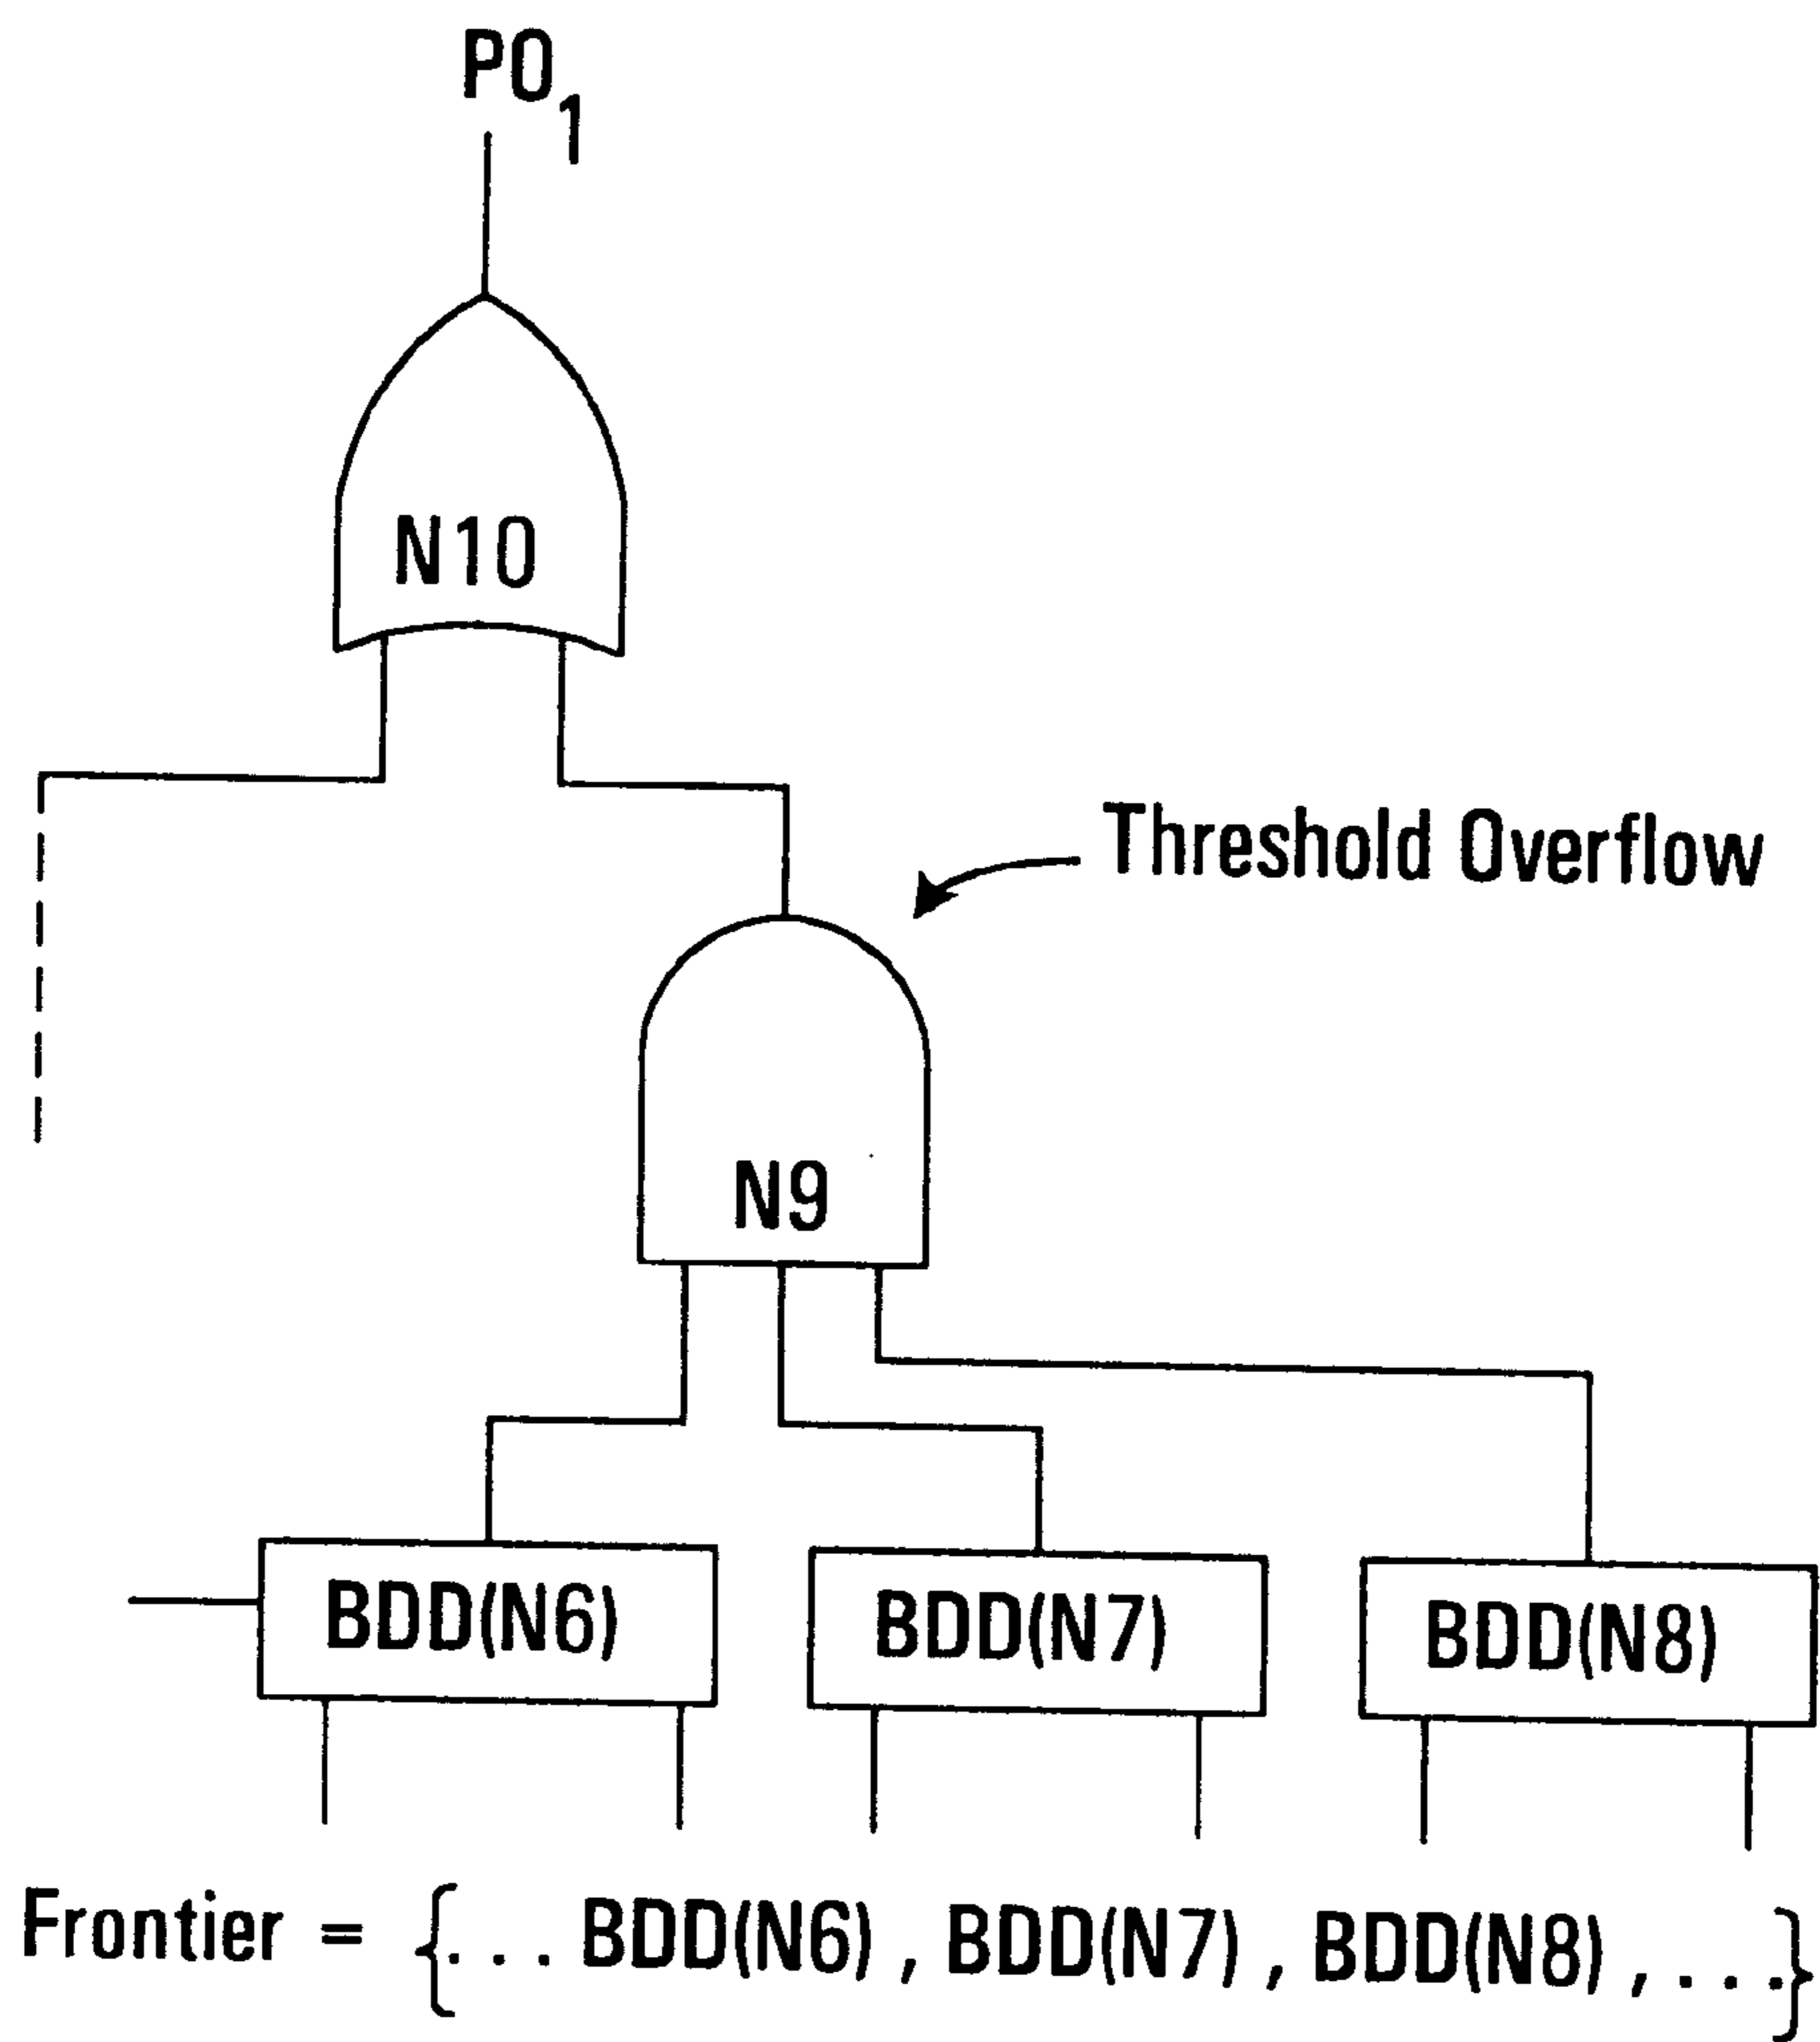 PO1
N10
Threshold Overflow
N9
BDD(N6)
BDD(N7)
BDD(N8)
Frontier = {. . . BDD(N6) , BDD(N7) , BDD(N8) , . . .}